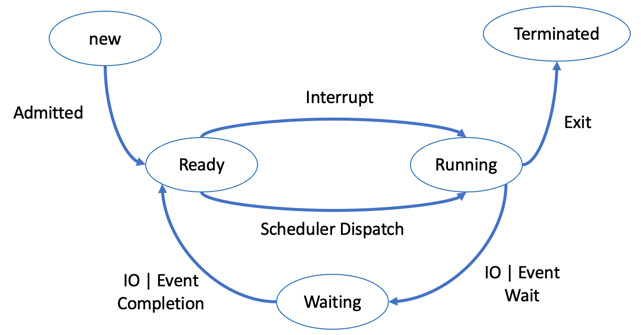 new
Terminated
Admitted
Interrupt
Exit
Ready
Running
Scheduler Dispatch
IO | Event
Completion
IO | Event
Wait
Waiting